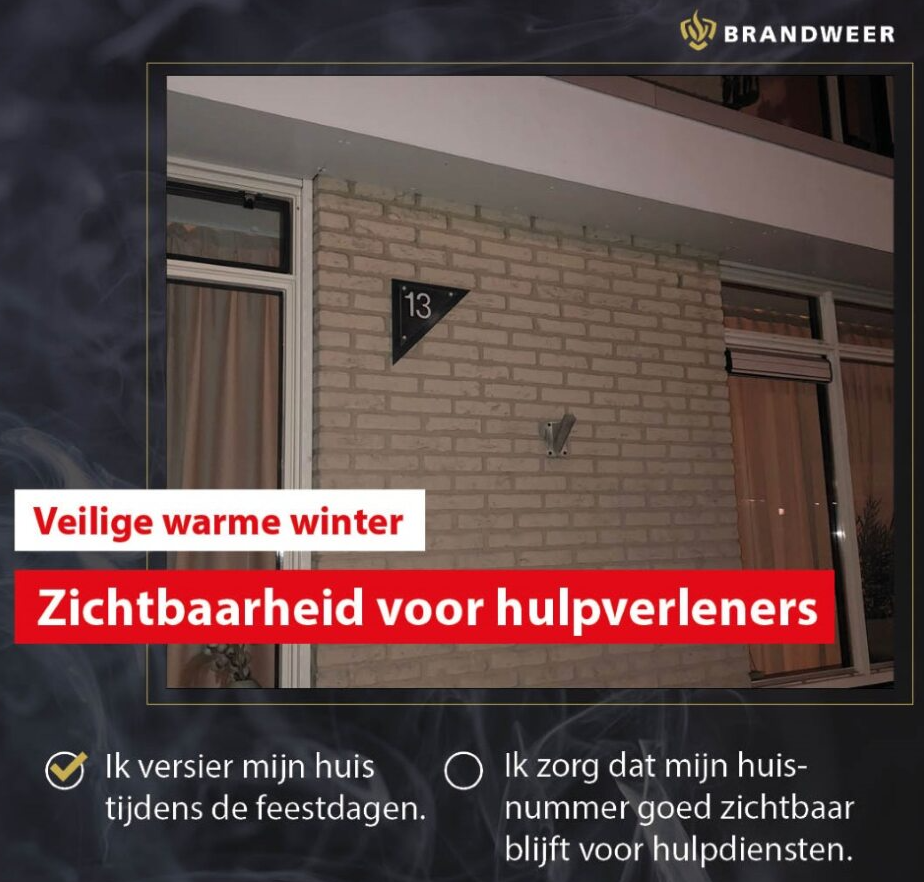 BRANDWEER
13
Veilige warme winter
Zichtbaarheid voor hulpverleners
Ik versier mijn huis
tijdens de feestdagen.
Ik zorg dat mijn huis-
nummer goed zichtbaar
blijft voor hulpdiensten.